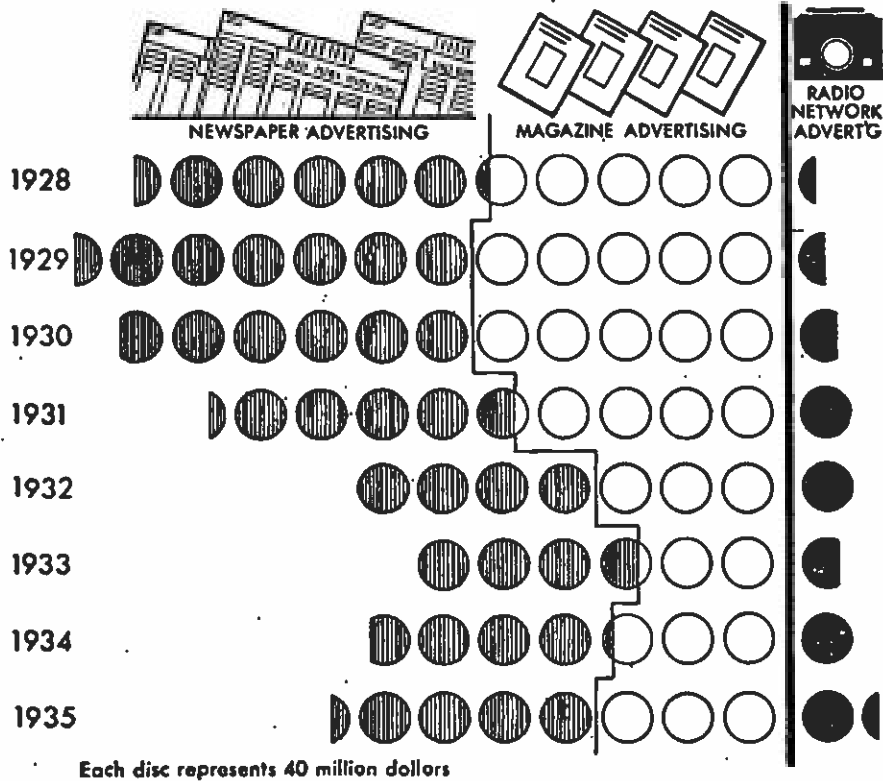 NEWSPAPER ADVERTISING
MAGAZINE ADVERTISING
RADIO
NETWORK
ADVERT'G
1928
1929
1930
1931
1932
1933
1934
1935
Each disc represents 40 million dollars